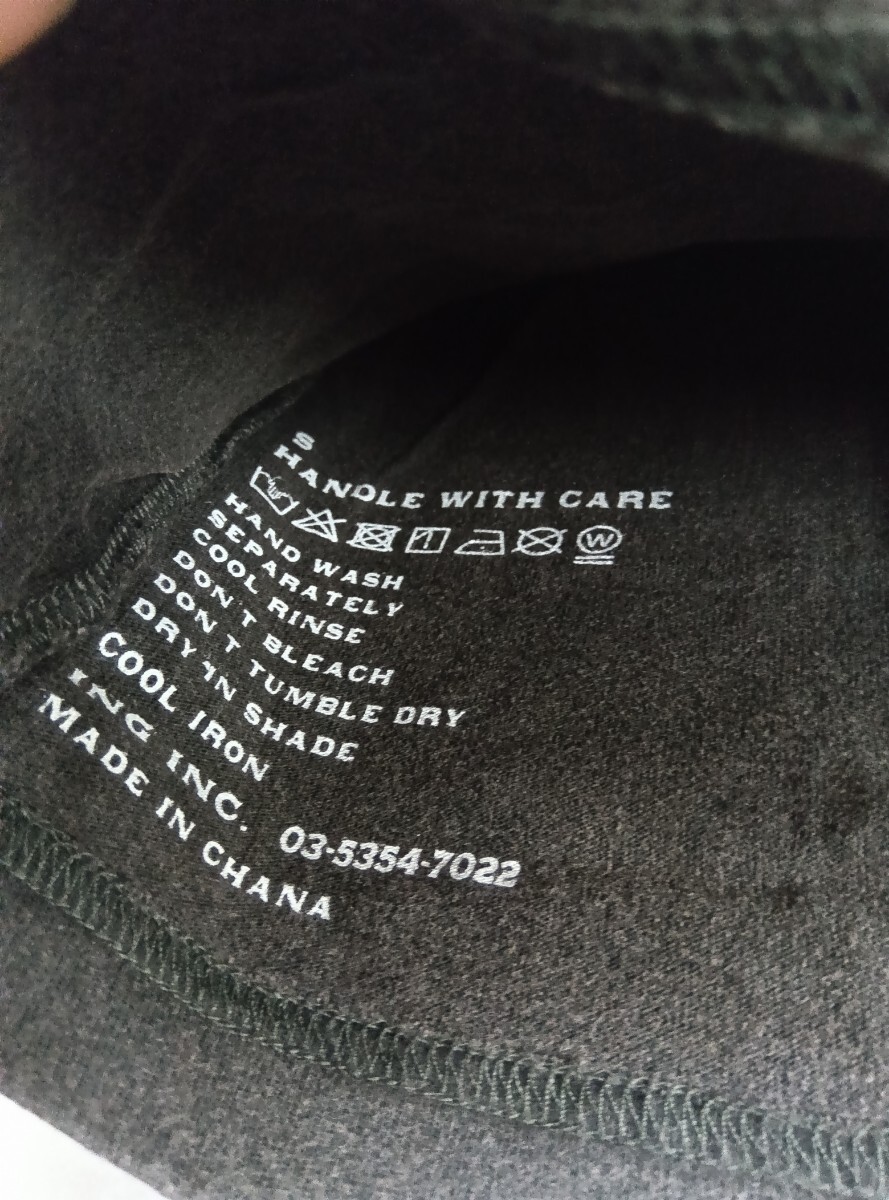 S
HANDLE WITH CARE
W
HAND WASH
SEPARATELY
COOL RINSE
DON'T BLEACH
DON'T TUMBLE DRY
DRY IN SHADE
COOL IRON
ING INC. 03-5354-7022
MADE IN CHANA